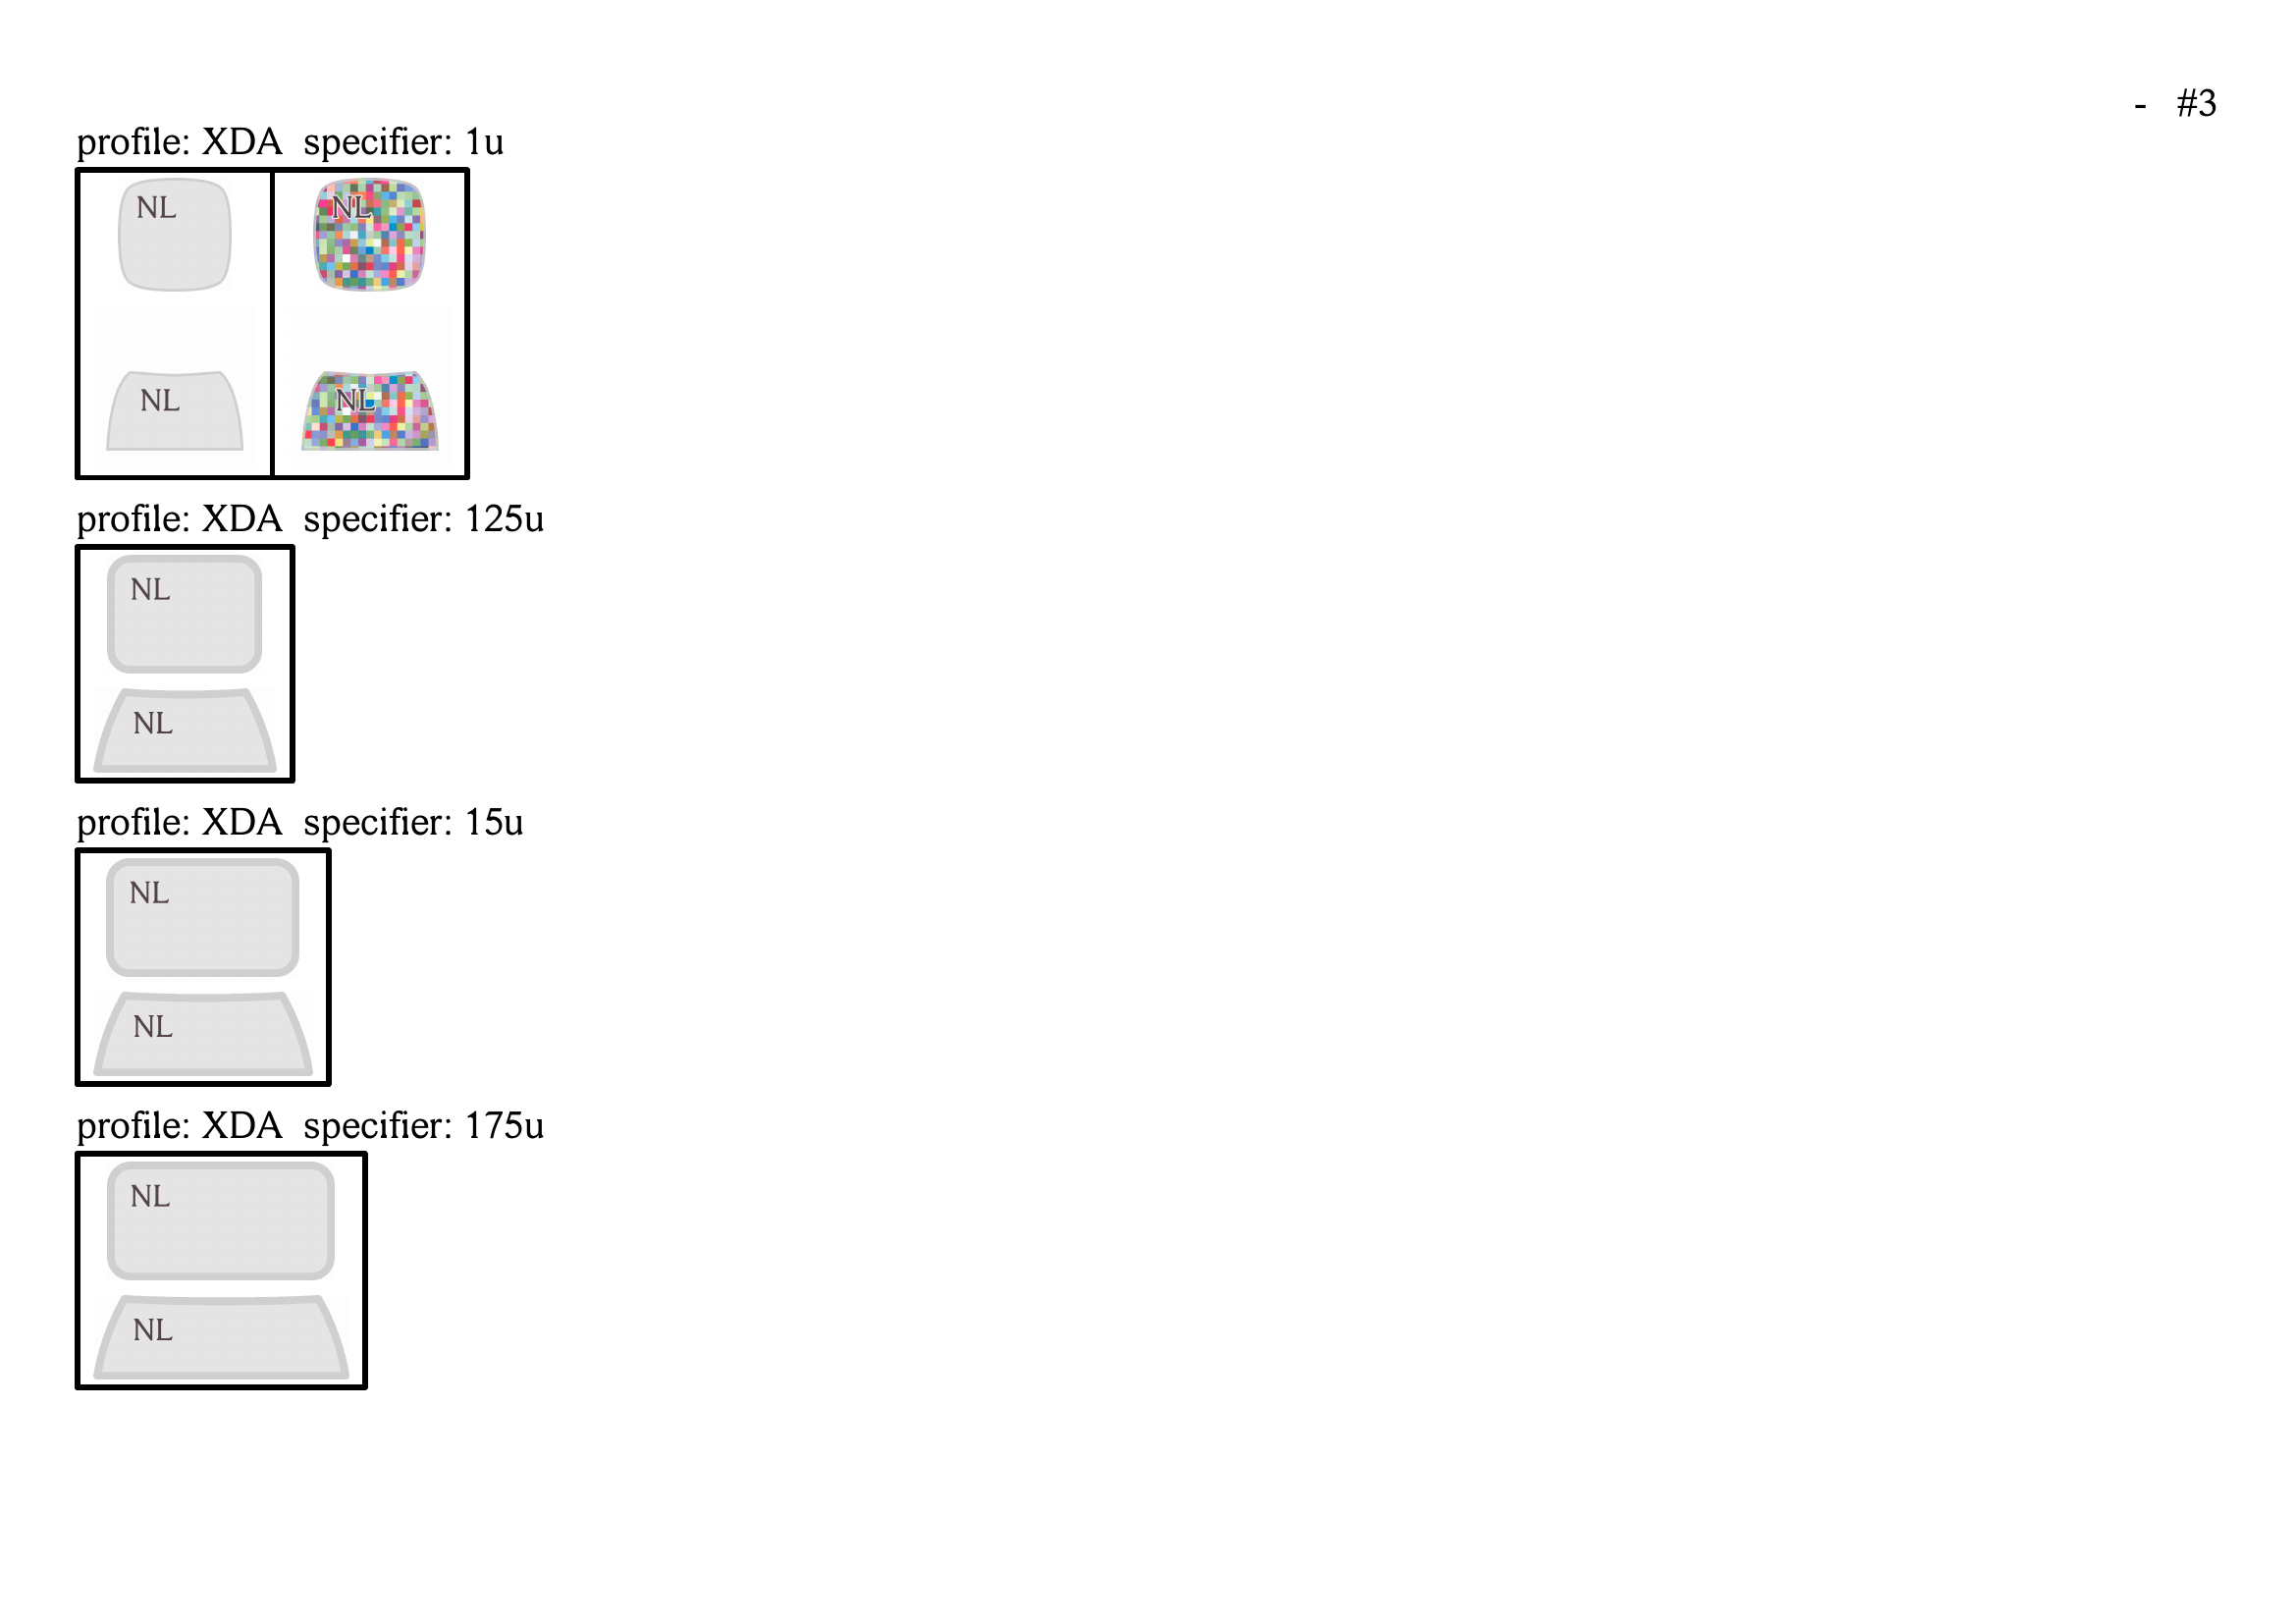 - #3
profile: XDA specifier: 1u
NL NL
NL NL
profile: XDA specifier: 125u
NL
NL
profile: XDA specifier: 15u
NL
NL
profile: XDA specifier: 175u
NL
NL